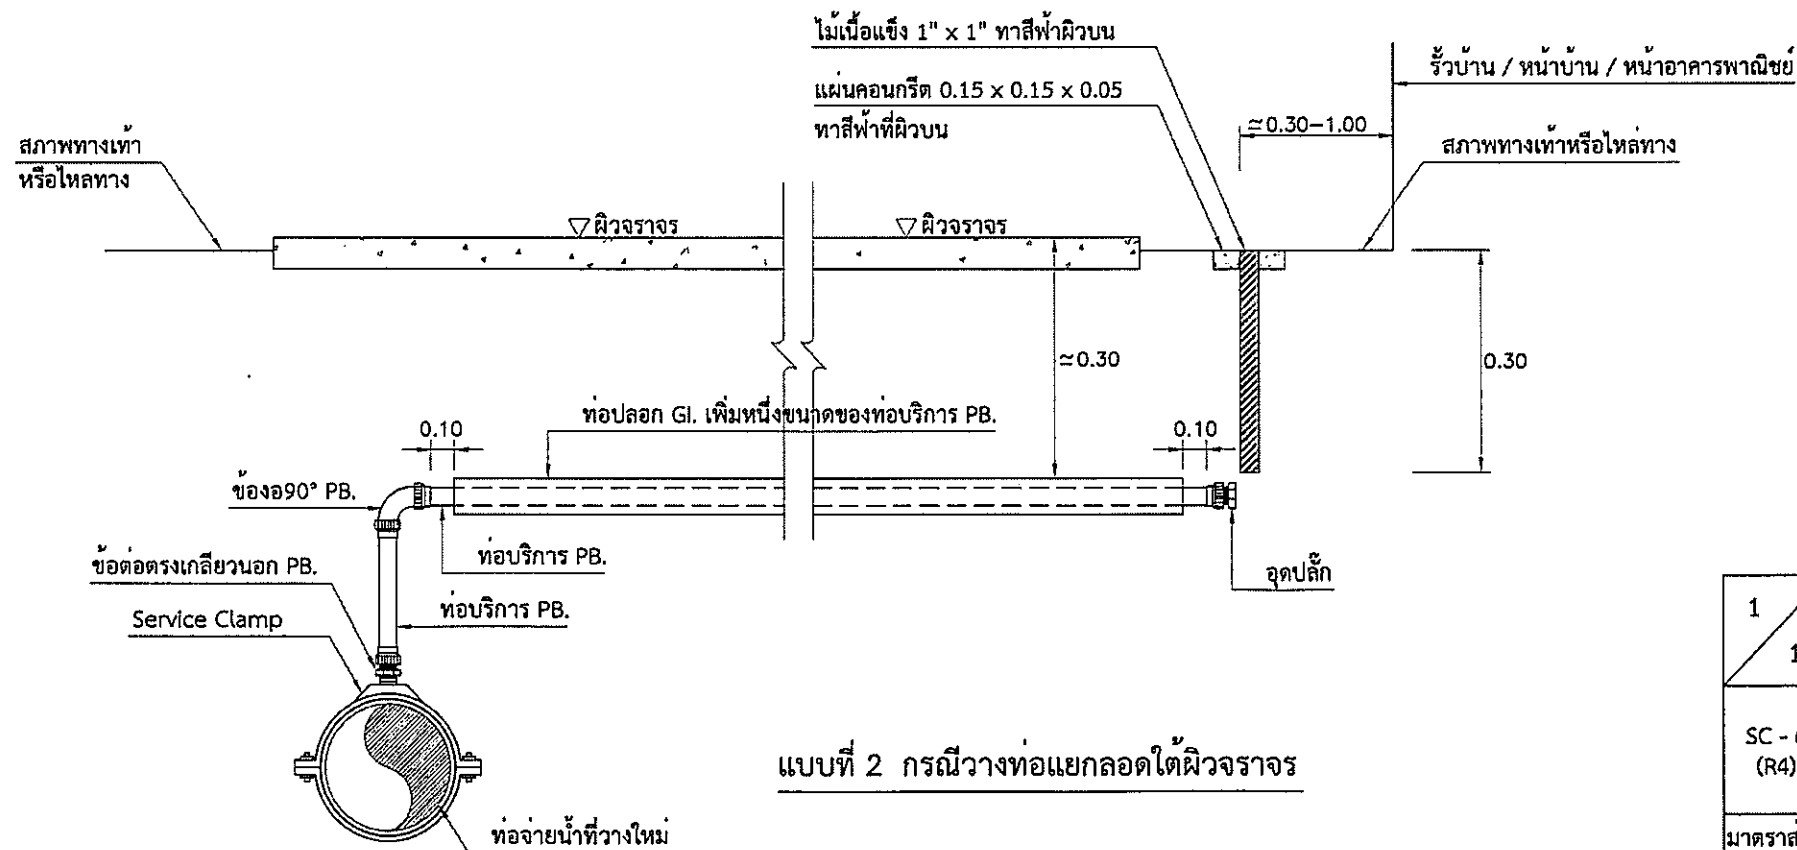 ไม้เนื้อแข็ง 1" x 1" ทาสีฟ้าผิวบน
รั้วบ้าน / หน้าบ้าน / หน้าอาคารพาณิชย์
แผ่นคอนกรีต 0.15 x 0.15 x 0.05
ทาสีฟ้าที่ผิวบน
≃0.30-1.00
สภาพทางเท้า
หรือไหล่ทาง
สภาพทางเท้าหรือไหล่ทาง
ผิวจราจร
ผิวจราจร
≃0.30
0.30
ท่อปลอก GI. เพิ่มหนึ่งขนาดของท่อบริการ PB.
0.10
0.10
ข้องอ90° PB.
ท่อบริการ PB.
ข้อต่อตรงเกลียวนอก PB.
อุดปลั๊ก
ท่อบริการ PB.
Service Clamp
1
SC -
(R4)
แบบที่ 2 กรณีวางท่อแยกลอดใต้ผิวจราจร
ท่อจ่ายน้ำที่วางใหม่